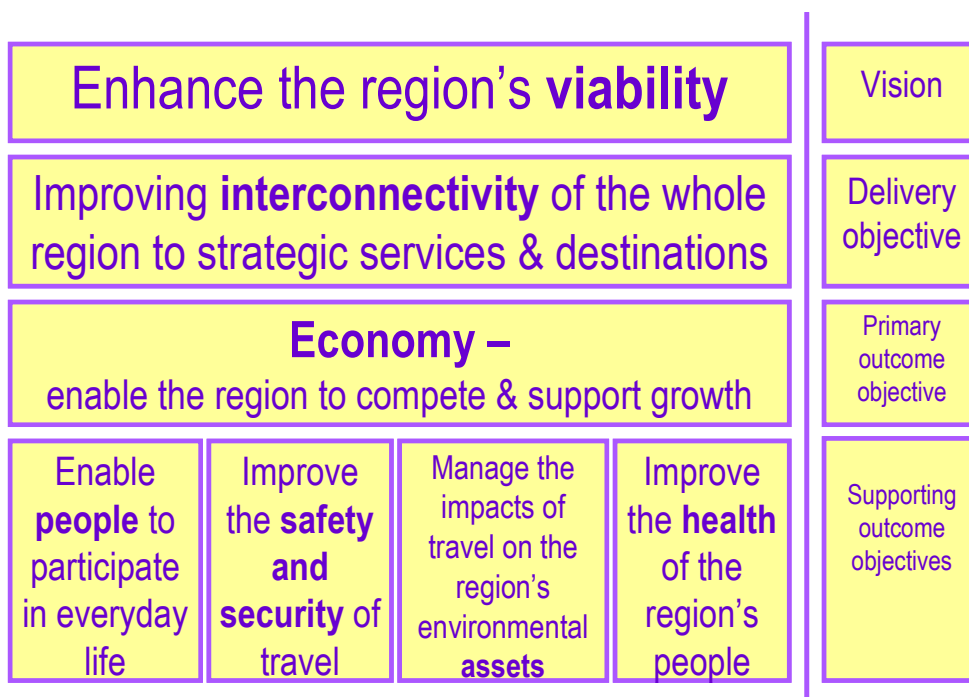 Enhance the region’s viability
Vision
Improving interconnectivity of the whole
region to strategic services & destinations
Delivery
objective
Economy –
enable the region to compete & support growth
Primary
outcome
objective
Enable
people to
participate
in everyday
life
Improve
the safety
and
security of
travel
Manage the
impacts of
travel on the
region’s
environmental
assets
Improve
the health
of the
region’s
people
Supporting
outcome
objectives